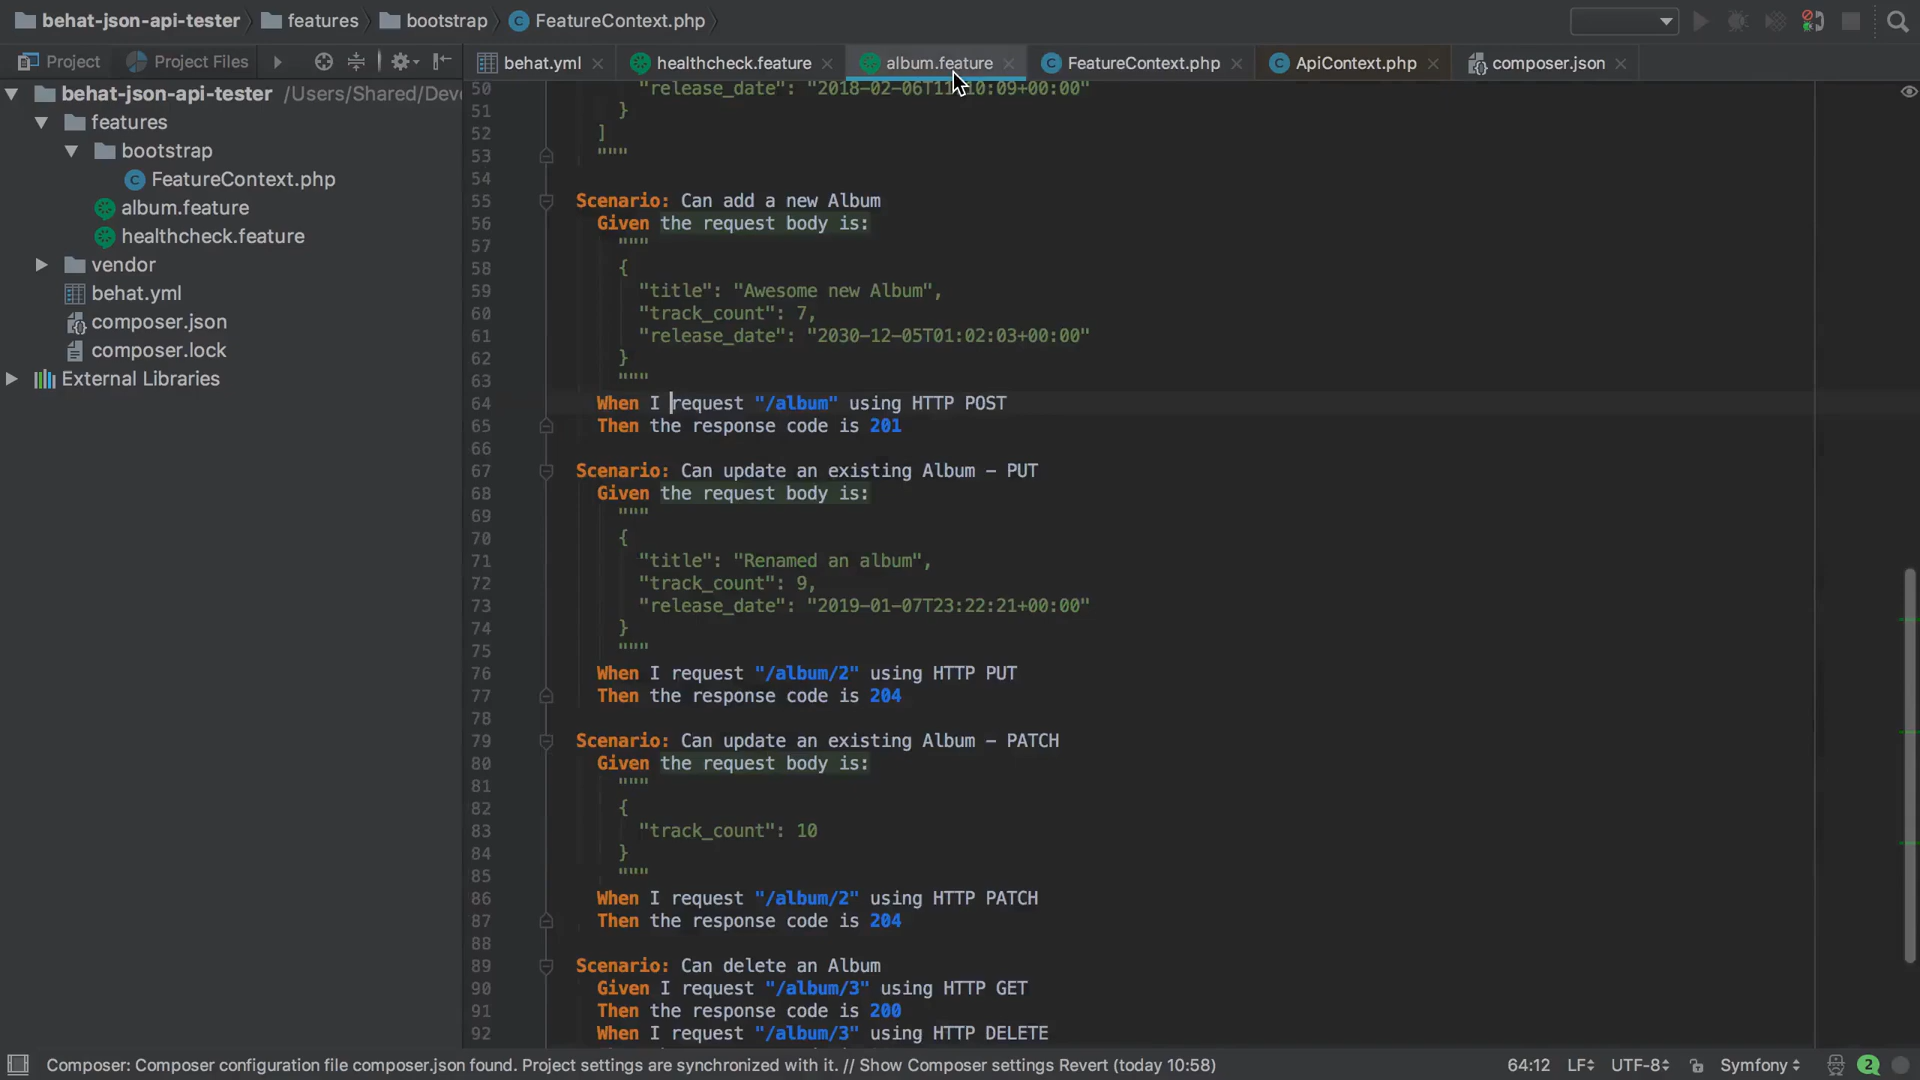 behat-json-api-tester features bootstrap FeatureContext.php
Project Project Files
behat.yml healthcheck.feature album.feature FeatureContext.php ApiContext.php composer.json
behat-json-api-tester /Users/Shared/Deve
features
bootstrap
FeatureContext.php
album.feature
healthcheck.feature
vendor
behat.yml
composer.json
composer.lock
External Libraries
50 "release_date": "2018-02-06T11:10:09+00:00"
51 }
52 ]
53 """
54
55 Scenario: Can add a new Album
56 Given the request body is:
57 """
58 {
59 "title": "Awesome new Album",
60 "track_count": 7,
61 "release_date": "2030-12-05T01:02:03+00:00"
62 }
63 """
64 When I request "/album" using HTTP POST
65 Then the response code is 201
66
67 Scenario: Can update an existing Album - PUT
68 Given the request body is:
69 """
70 {
71 "title": "Renamed an album",
72 "track_count": 9,
73 "release_date": "2019-01-07T23:22:21+00:00"
74 }
75 """
76 When I request "/album/2" using HTTP PUT
77 Then the response code is 204
78
79 Scenario: Can update an existing Album - PATCH
80 Given the request body is:
81 """
82 {
83 "track_count": 10
84 }
85 """
86 When I request "/album/2" using HTTP PATCH
87 Then the response code is 204
88
89 Scenario: Can delete an Album
90 Given I request "/album/3" using HTTP GET
91 Then the response code is 200
92 When I request "/album/3" using HTTP DELETE
Composer: Composer configuration file composer.json found. Project settings are synchronized with it. // Show Composer settings Revert (today 10:58) 64:12 LF UTF-8 Symfony 2